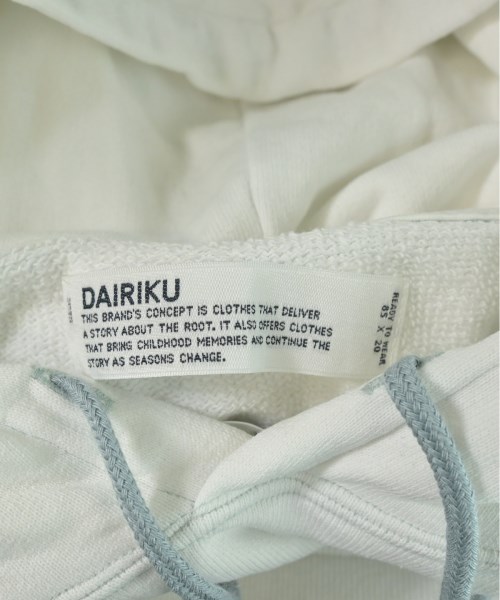 DAIRIKU
THIS BRAND'S CONCEPT IS CLOTHES THAT DELIVER
A STORY ABOUT THE ROOT. IT ALSO OFFERS CLOTHES
THAT BRING CHILDHOOD MEMORIES AND CONTINUE THE
STORY AS SEASONS CHANGE.
READY TO WEAR
85 X 20